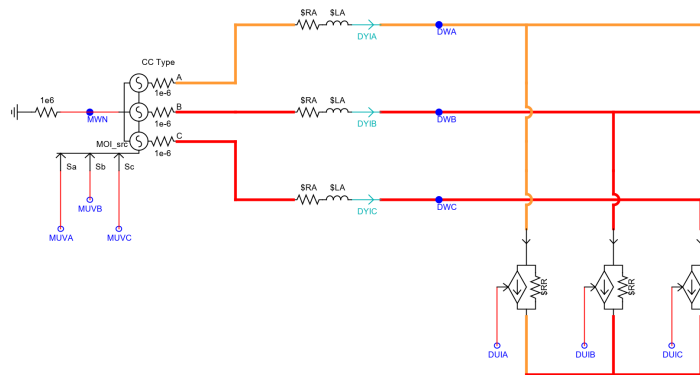 $RA $LA
DYIA DWA
CC Type
A
1e-6
1e6
B
MWN
1e-6
$RA $LA
DYIB DWB
C
MOI_src
1e-6
Sa Sb Sc
$RA $LA
DYIC DWC
MUVB
MUVA MUVC
$RR $RR $RR
DUIA DUIB DUIC